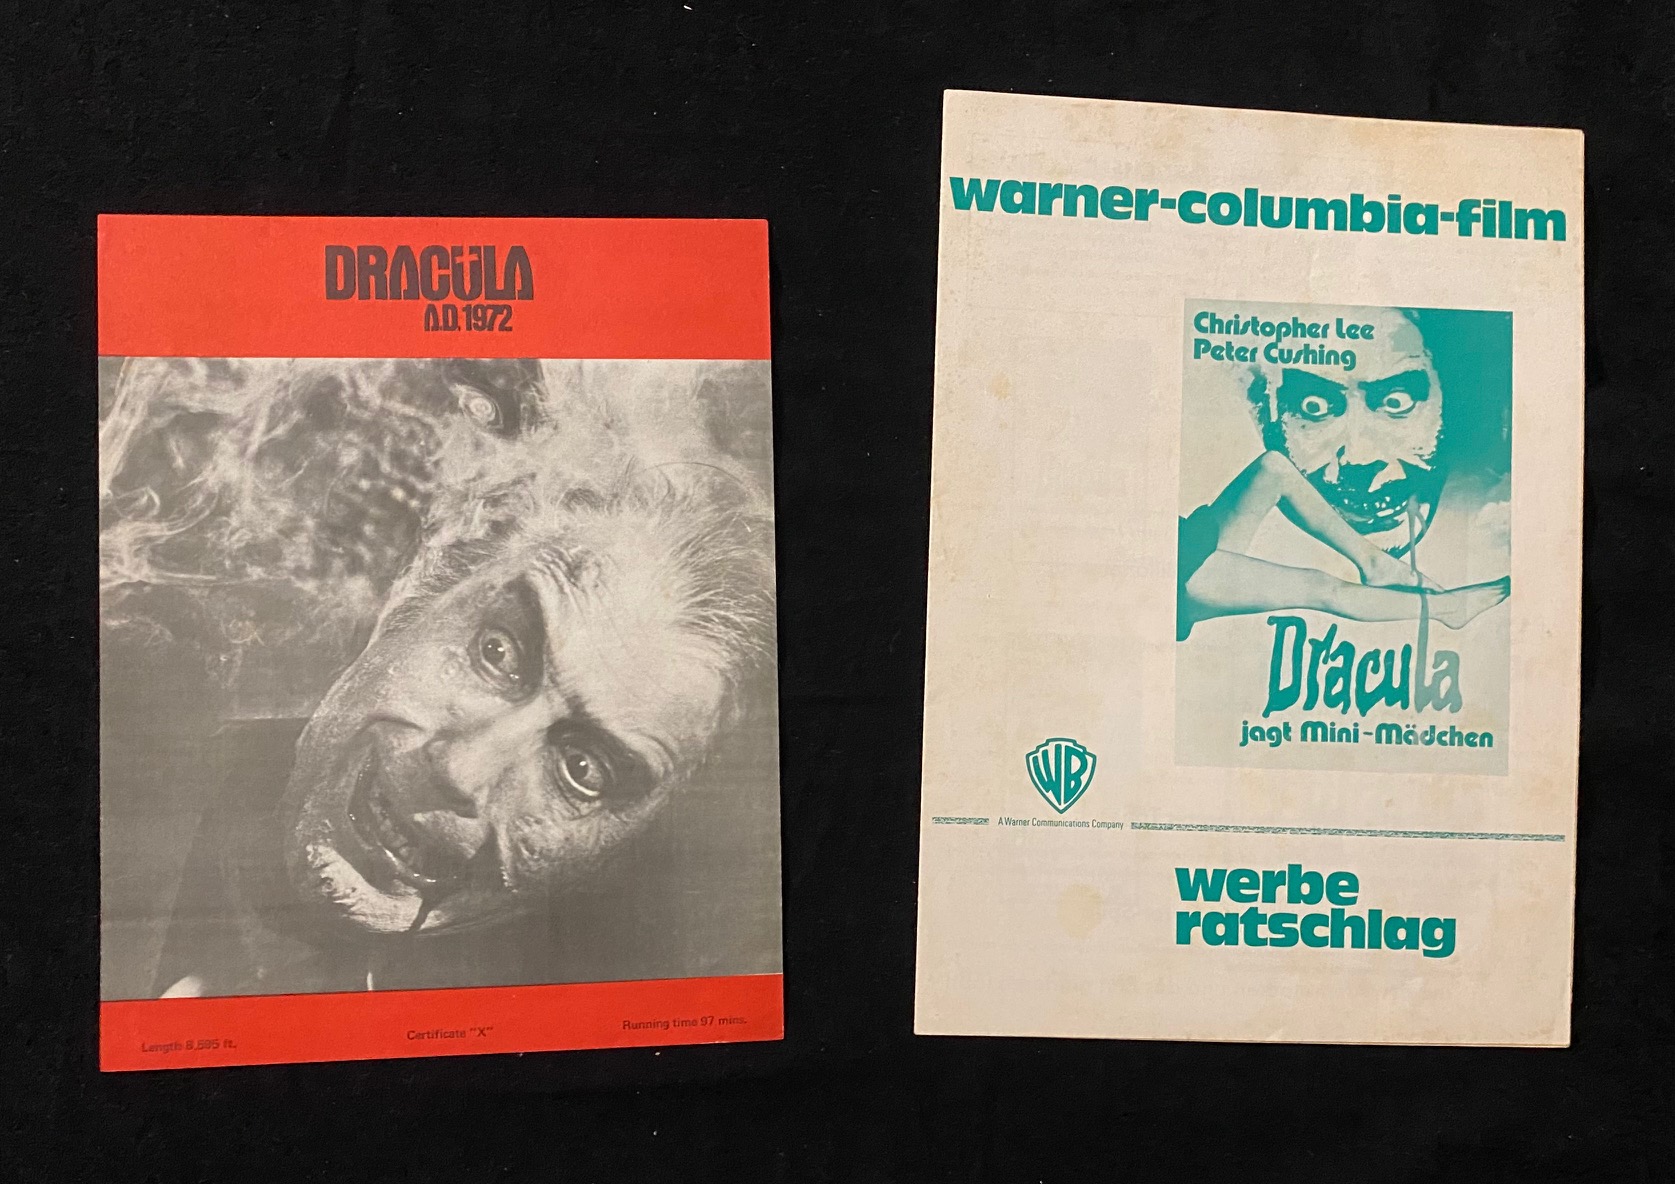 DRACULA
A.D. 1972
Length 8,695 ft.
Certificate "X"
Running time 97 mins.
warner-columbia-film
Christopher Lee
Peter Cushing
Dracula
jagt Mini-Mädchen
WB
A Warner Communications Company
werbe
ratschlag